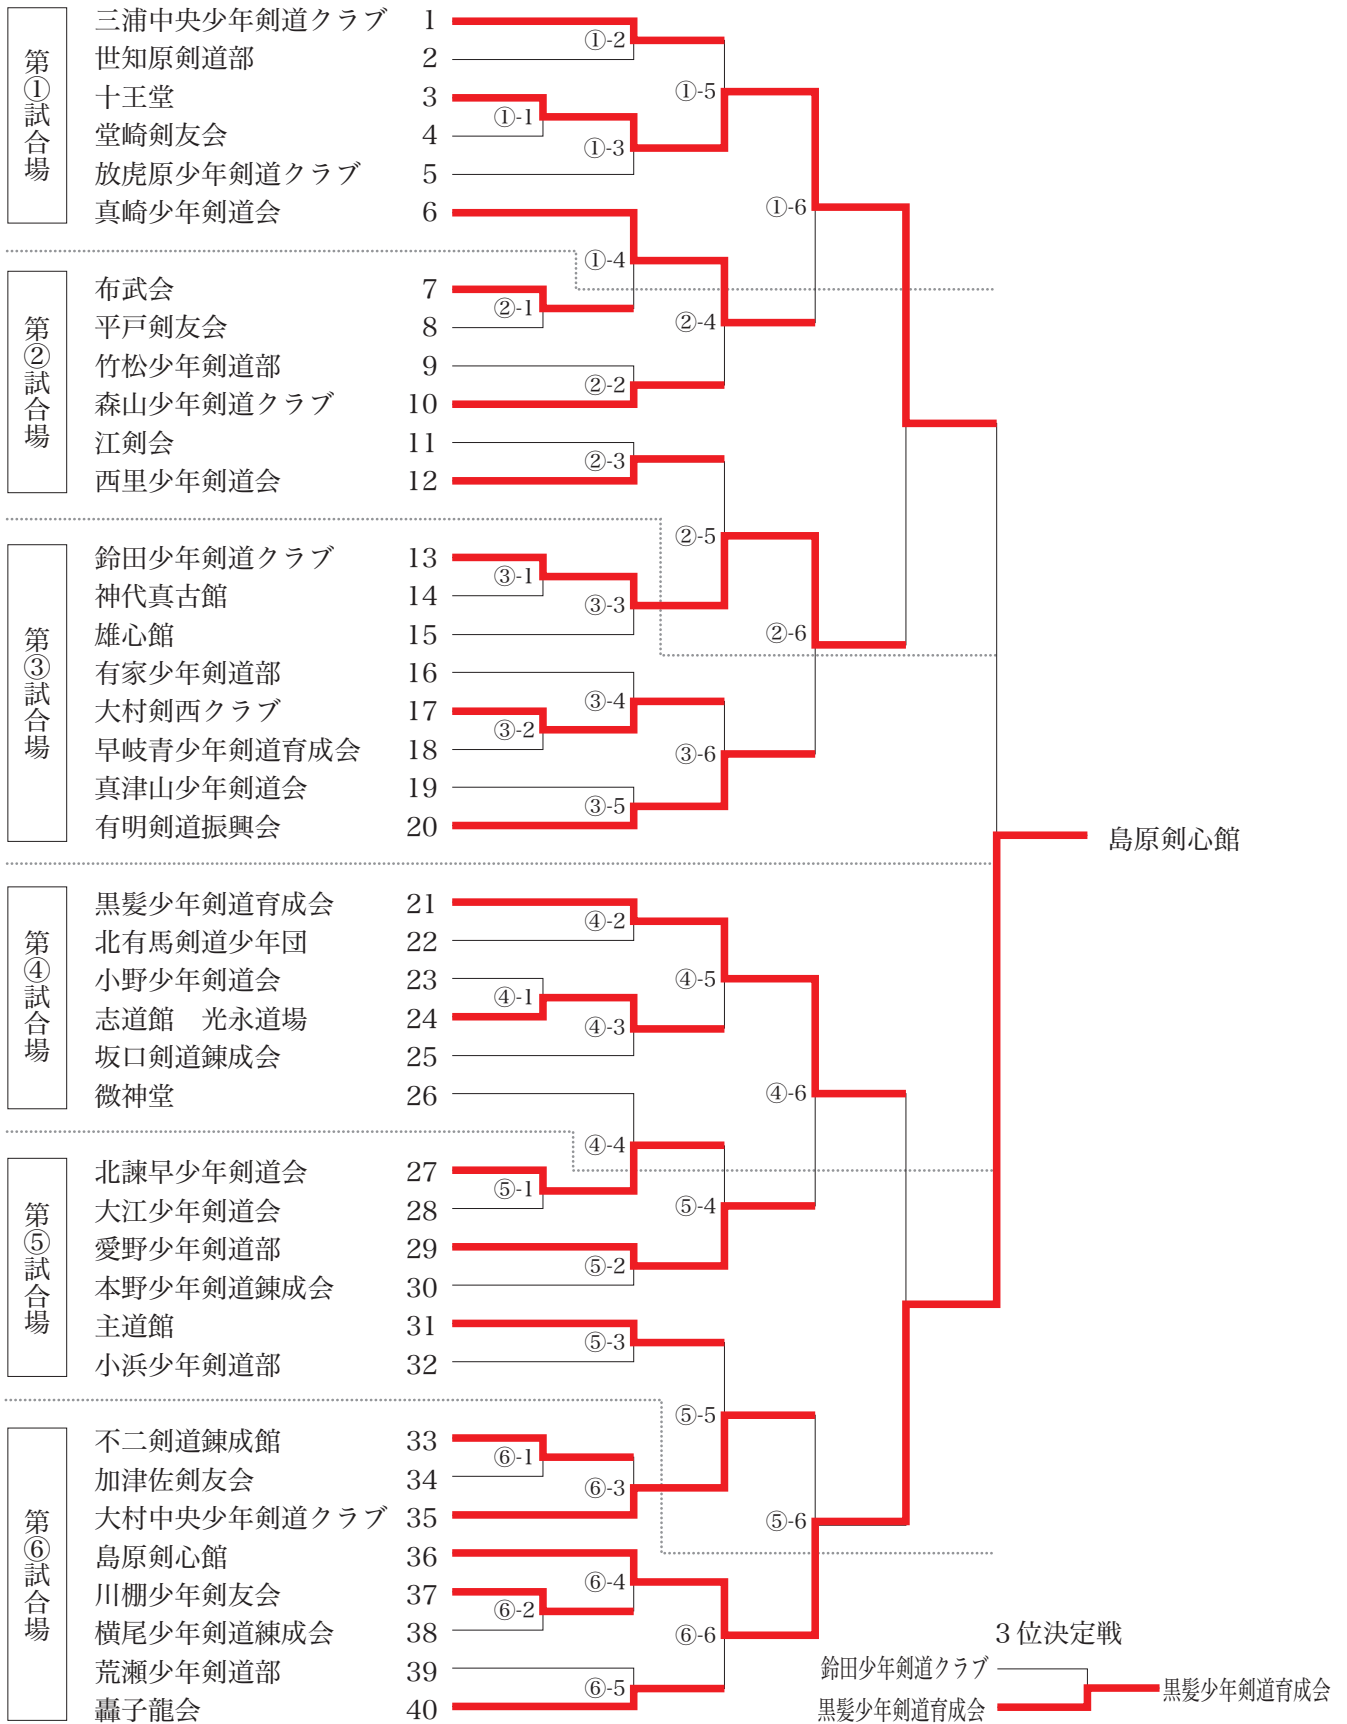 第①試合場
三浦中央少年剣道クラブ 1
世知原剣道部 2
十王堂 3
堂崎剣友会 4
放虎原少年剣道クラブ 5
真崎少年剣道会 6
①-1
①-2
①-3
①-4
①-5
①-6
第②試合場
布武会 7
平戸剣友会 8
竹松少年剣道部 9
森山少年剣道クラブ 10
江剣会 11
西里少年剣道会 12
②-1
②-2
②-3
②-4
②-5
②-6
第③試合場
鈴田少年剣道クラブ 13
神代真古館 14
雄心館 15
有家少年剣道部 16
大村剣西クラブ 17
早岐青少年剣道育成会 18
真津山少年剣道会 19
有明剣道振興会 20
③-1
③-2
③-3
③-4
③-5
③-6
島原剣心館
第④試合場
黒髪少年剣道育成会 21
北有馬剣道少年団 22
小野少年剣道会 23
志道館 光永道場 24
坂口剣道錬成会 25
微神堂 26
④-1
④-2
④-3
④-4
④-5
④-6
第⑤試合場
北諫早少年剣道会 27
大江少年剣道会 28
愛野少年剣道部 29
本野少年剣道錬成会 30
主道館 31
小浜少年剣道部 32
⑤-1
⑤-2
⑤-3
⑤-4
⑤-5
⑤-6
第⑥試合場
不二剣道錬成館 33
加津佐剣友会 34
大村中央少年剣道クラブ 35
島原剣心館 36
川棚少年剣友会 37
横尾少年剣道練成会 38
荒瀬少年剣道部 39
轟子龍会 40
⑥-1
⑥-2
⑥-3
⑥-4
⑥-5
⑥-6
３位決定戦
鈴田少年剣道クラブ
黒髪少年剣道育成会
黒髪少年剣道育成会